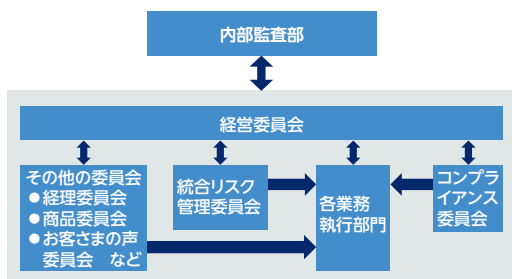 内部監査部
経営委員会
その他の委員会
●経理委員会
●商品委員会
●お客さまの声
委員会　など
統合リスク
管理委員会
各業務
執行部門
コンプラ
イアンス
委員会